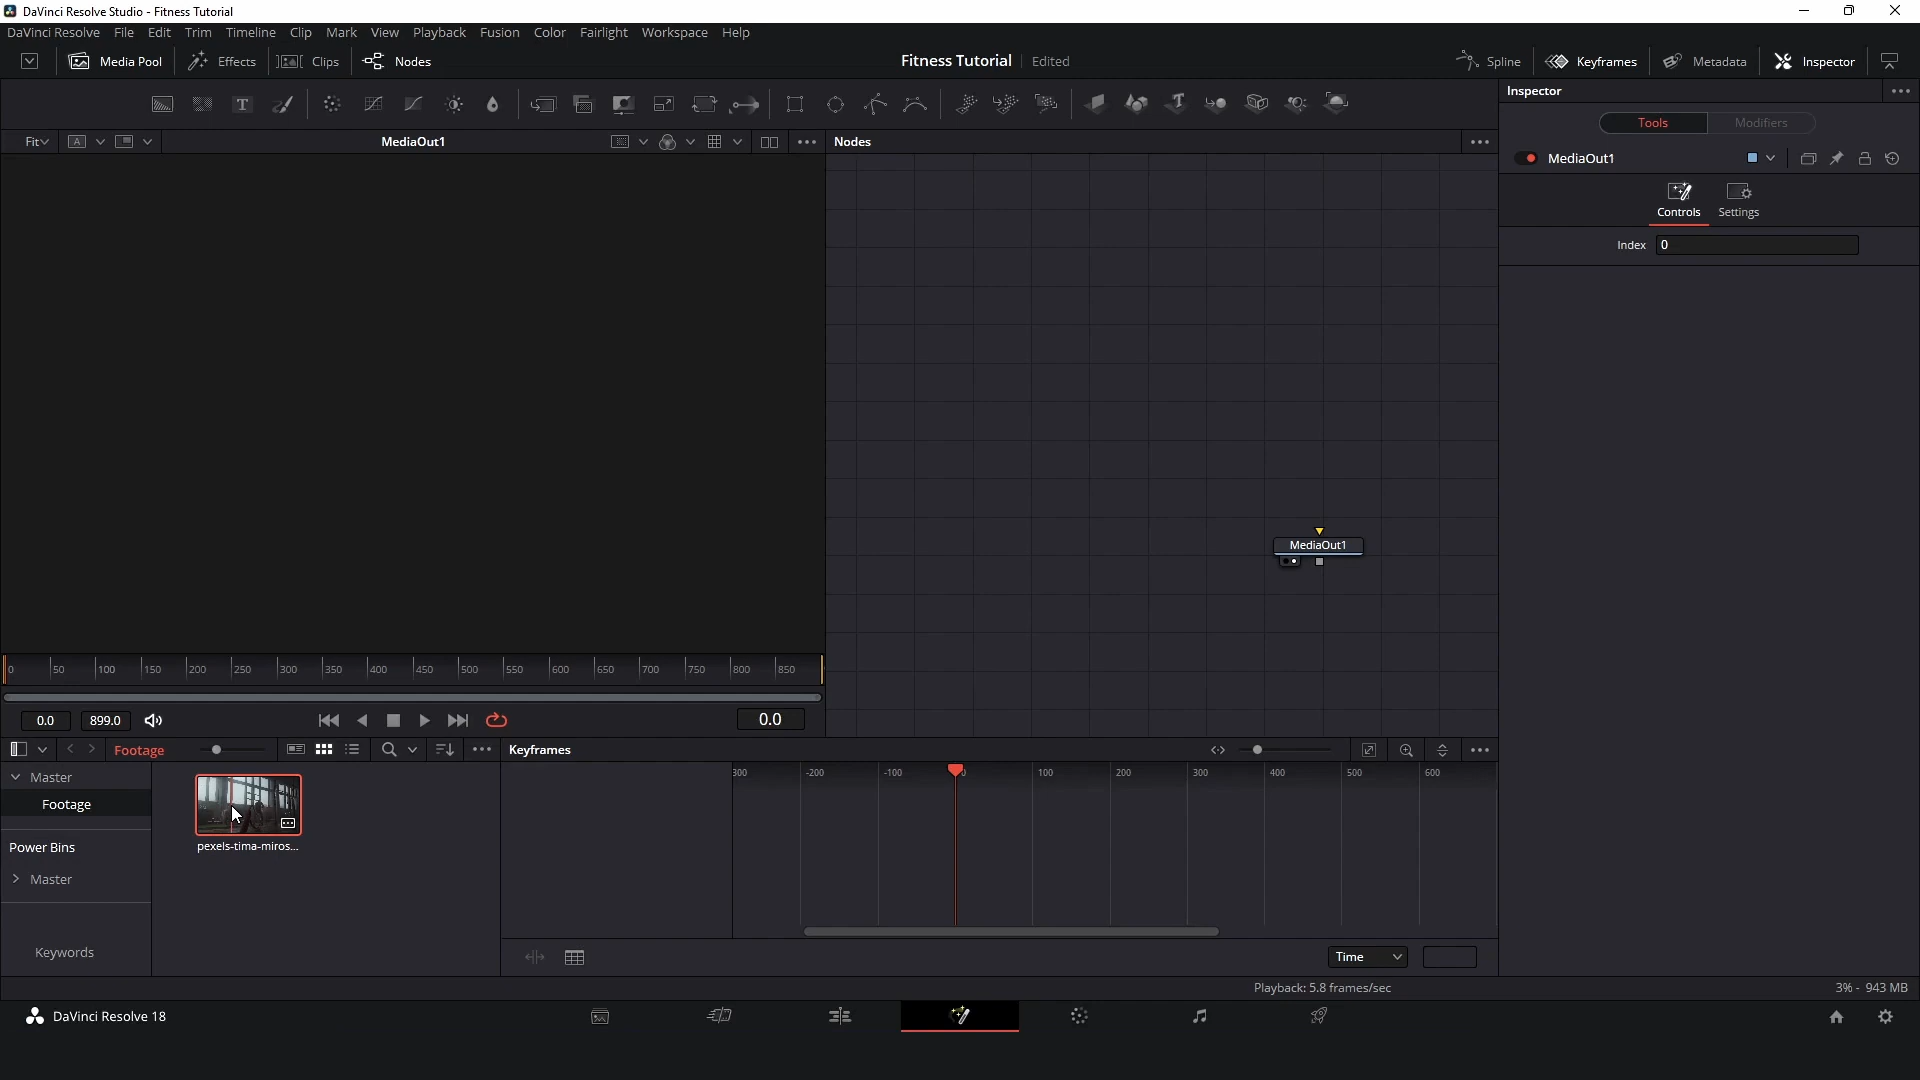 DaVinci Resolve Studio - Fitness Tutorial
DaVinci Resolve File Edit Trim Timeline Clip Mark View Playback Fusion Color Fairlight Workspace Help
Media Pool Effects Clips Nodes Fitness Tutorial Edited Spline Keyframes Metadata Inspector
Inspector
Tools Modifiers
Fit A MediaOut1 Nodes
MediaOut1
Controls Settings
Index 0
MediaOut1
0 50 100 150 200 250 300 350 400 450 500 550 600 650 700 750 800 850
0.0 899.0 0.0
Footage Keyframes
Master
Footage
Power Bins
Master
Keywords
pexels-tima-miros...
300 -200 -100 0 100 200 300 400 500 600
Time
Playback: 5.8 frames/sec 3% - 943 MB
DaVinci Resolve 18